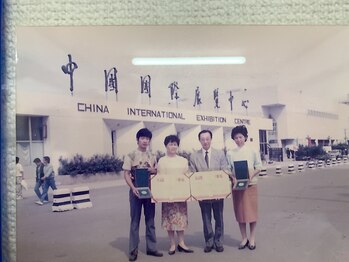 中国国际展览中心
CHINA INTERNATIONAL EXHIBITION CENTRE